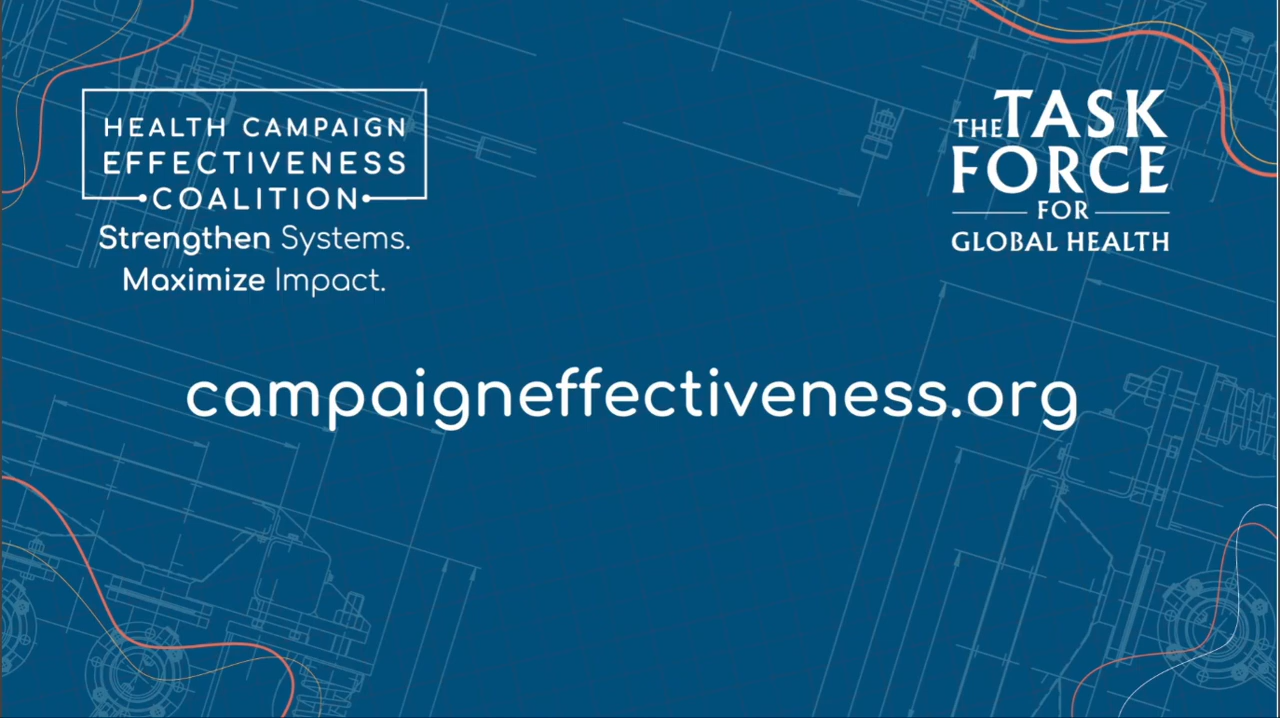 HEALTH CAMPAIGN
EFFECTIVENESS
COALITION
Strengthen Systems.
Maximize Impact.
THE TASK
FORCE
FOR
GLOBAL HEALTH
campaigneffectiveness.org